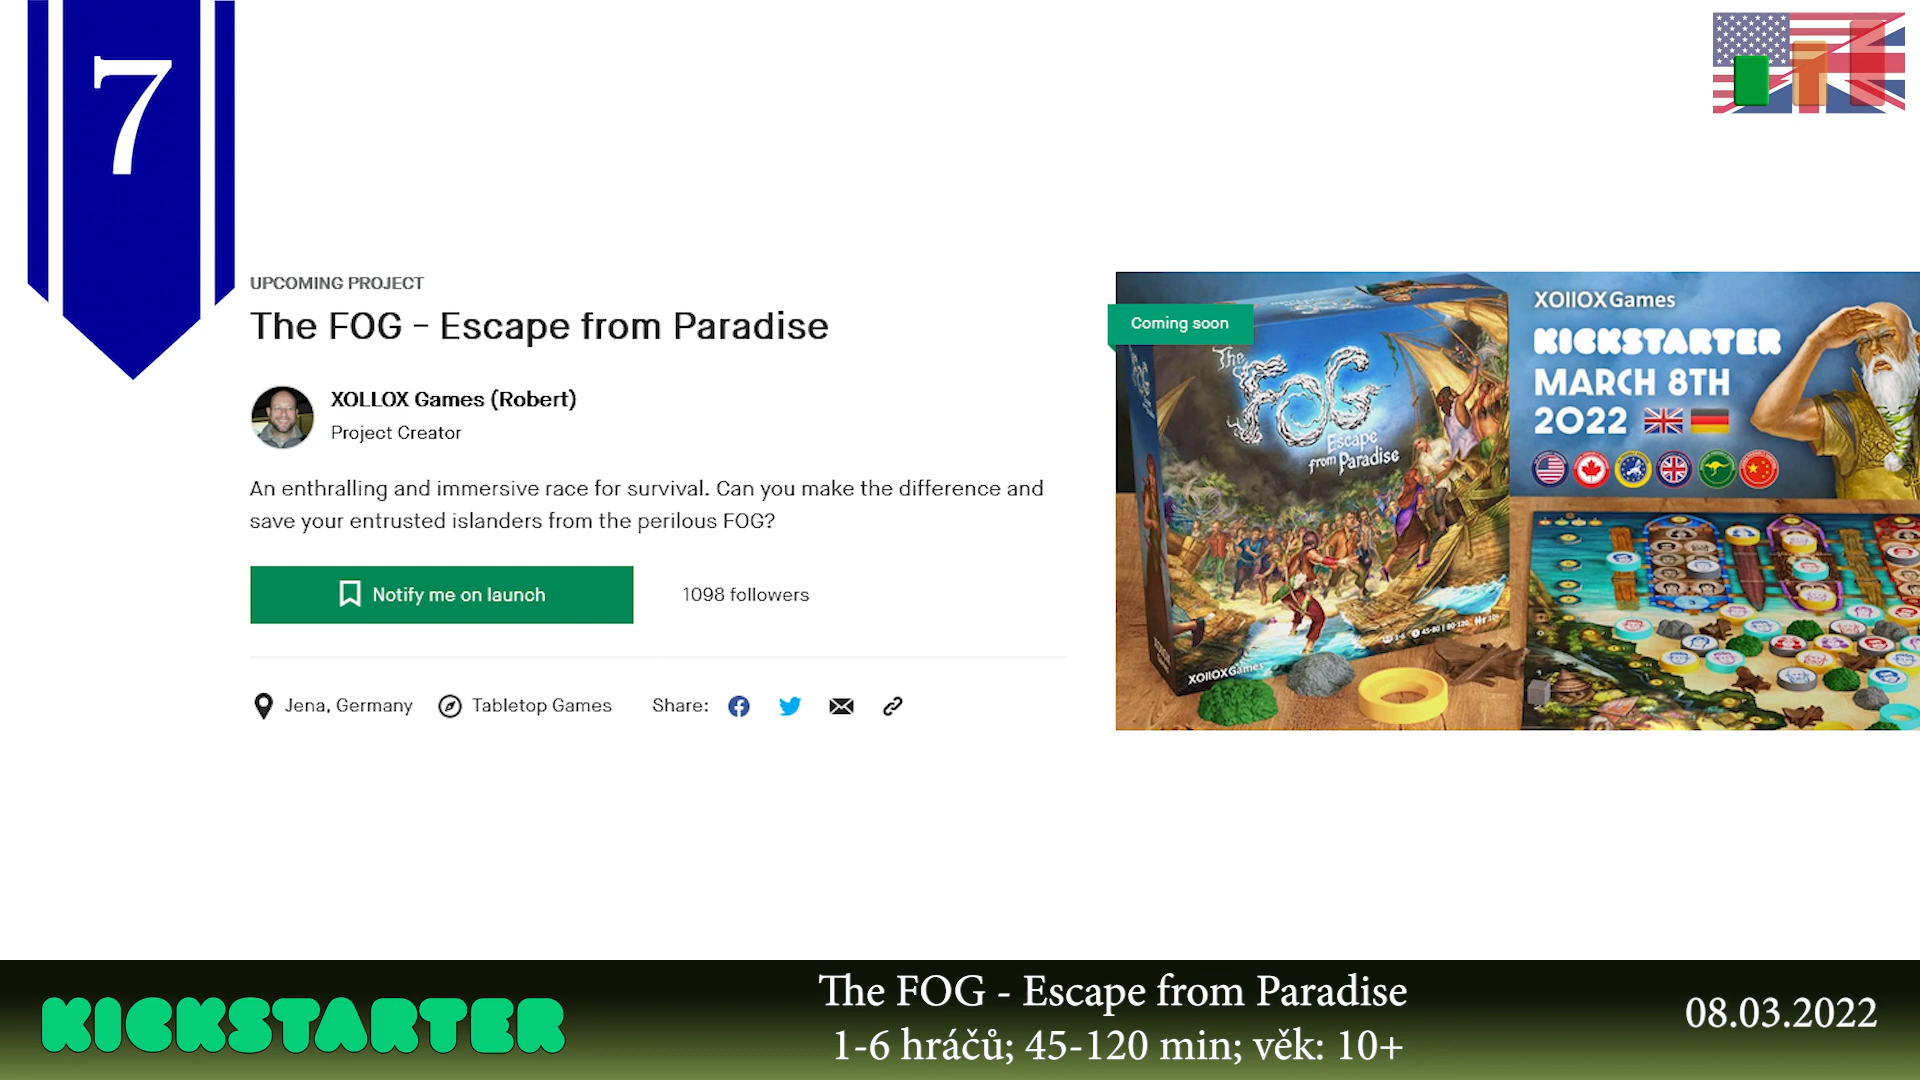 7
UPCOMING PROJECT
The FOG - Escape from Paradise
XOLLOX Games (Robert)
Project Creator
An enthralling and immersive race for survival. Can you make the difference and
save your entrusted islanders from the perilous FOG?
Notify me on launch
1098 followers
Jena, Germany
Tabletop Games
Share:
Coming soon
The
FOG
Escape
from Paradise
XOllOX Games
XOllOX Games
KICKSTARTER
MARCH 8TH
2022
KICKSTARTER
The FOG - Escape from Paradise
1-6 hráčů; 45-120 min; věk: 10+
08.03.2022